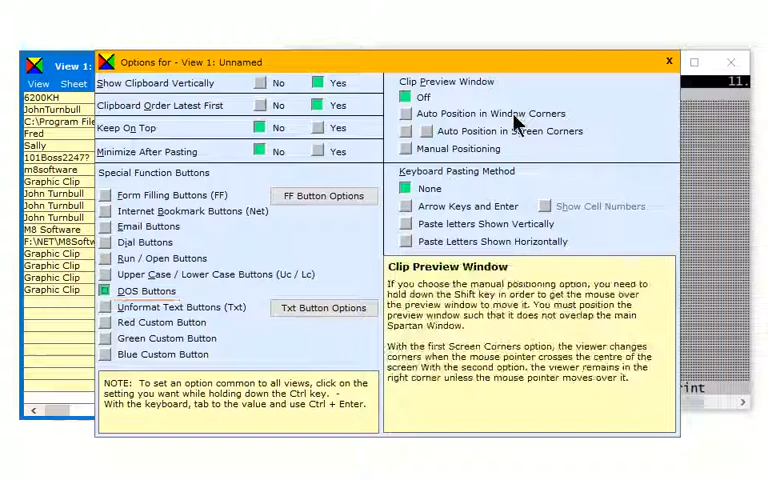 View 1:
View Sheet
6200KH
JohnTurnbull
C:\Program File
Fred
Sally
101Boss2247?
m8software
Graphic Clip
John Turnbull
John Turnbull
John Turnbull
M8 Software
F:\NET\M8Softw
Graphic Clip
Graphic Clip
Graphic Clip
Graphic Clip
Options for - View 1: Unnamed
x
Show Clipboard Vertically No Yes
Clipboard Order Latest First No Yes
Keep On Top No Yes
Minimize After Pasting No Yes
Special Function Buttons
Form Filling Buttons (FF) FF Button Options
Internet Bookmark Buttons (Net)
Email Buttons
Dial Buttons
Run / Open Buttons
Upper Case / Lower Case Buttons (Uc / Lc)
DOS Buttons
Unformat Text Buttons (Txt) Txt Button Options
Red Custom Button
Green Custom Button
Blue Custom Button
NOTE: To set an option common to all views, click on the
setting you want while holding down the Ctrl key. -
With the keyboard, tab to the value and use Ctrl + Enter.
Clip Preview Window
Off
Auto Position in Window Corners
Auto Position in Screen Corners
Manual Positioning
Keyboard Pasting Method
None
Arrow Keys and Enter Show Cell Numbers
Paste letters Shown Vertically
Paste Letters Shown Horizontally
Clip Preview Window
If you choose the manual positioning option, you need to
hold down the Shift key in order to get the mouse over
the preview window to move it. You must position the
preview window such that it does not overlap the main
Spartan Window.
With the first Screen Corners option, the viewer changes
corners when the mouse pointer crosses the centre of the
screen With the second option. the viewer remains in the
right corner unless the mouse pointer moves over it.
11.
int